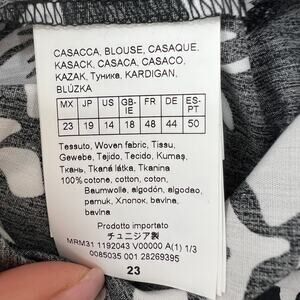 CASACCA, BLOUSE, CASAQUE,
KASACK, CASACA, CASACO,
KAZAK, Туника, KARDIGAN,
BLÚZKA
MX JP US GB-IE FR DE ES-PT
23 19 14 18 48 44 50
Tessuto, Woven fabric, Tissu,
Gewebe, Tejido, Tecido, Kumaş,
Ткань, Tkaná látka, Tkanina
100% cotone, cotton, coton,
Baumwolle, algodón, algodao,
pamuk, Хлопок, bavlna,
bavlna
Prodotto importato
チュニジア製
MRM31 1192043 V00000 A(1) 1/3
0085035 001 28269395
23